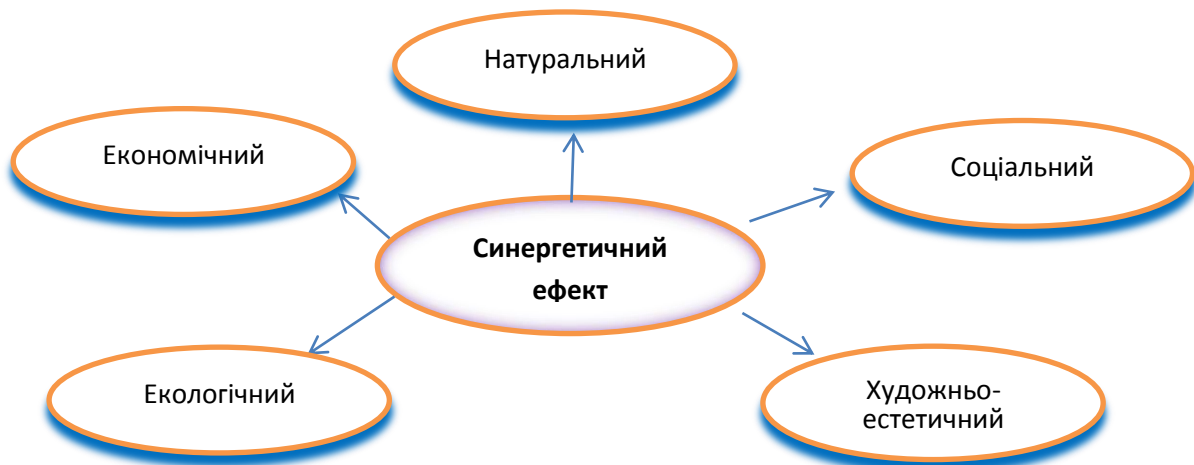 Натуральний
Економічний
Соціальний
Синергетичний
ефект
Екологічний
Художньо-
естетичний